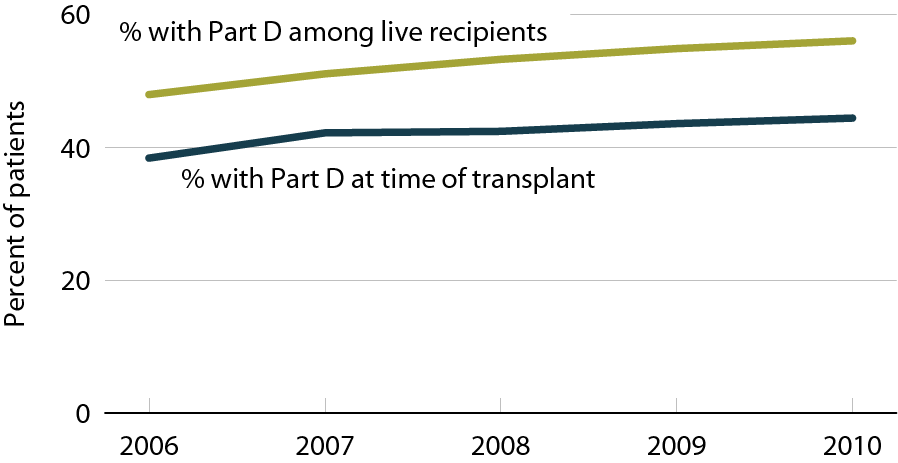 60
% with Part D among live recipients
40
% with Part D at time of transplant
Percent of patients
20
0
2006 2007 2008 2009 2010